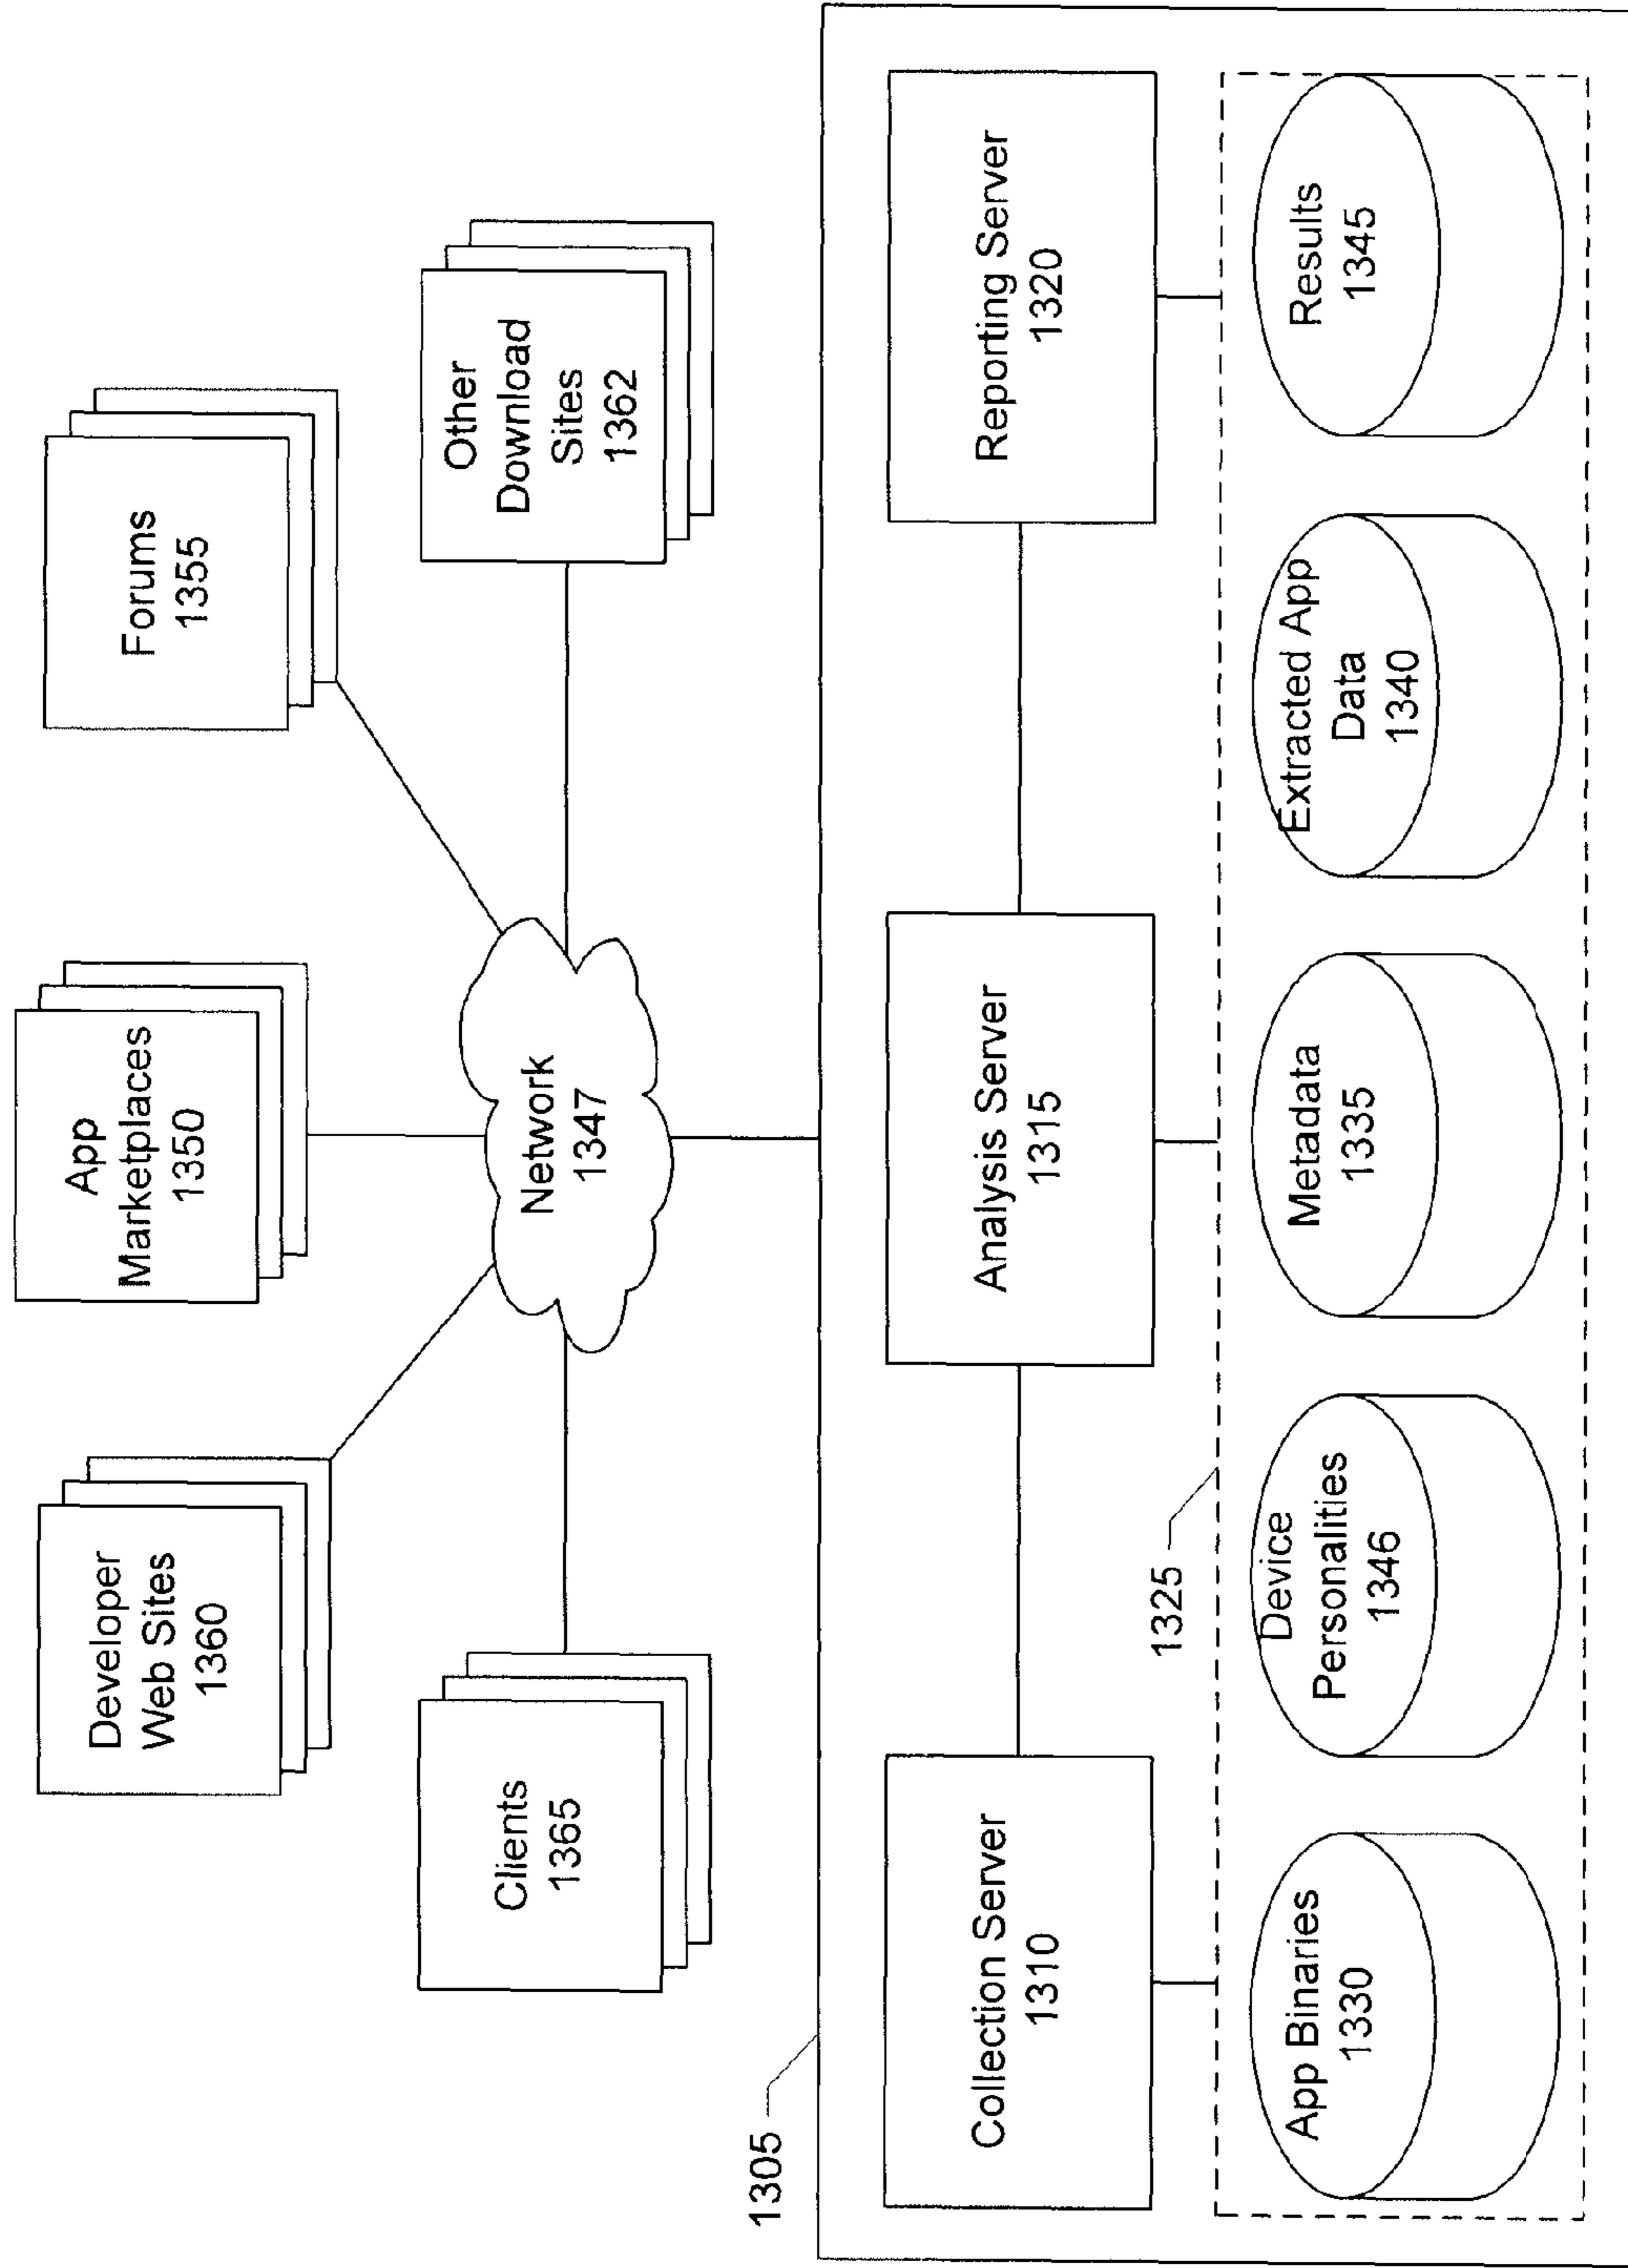 App
Marketplaces
1350
Developer
Web Sites
1360
Forums
1355
Clients
1365
Network
1347
Other
Download
Sites
1362
1305
Collection Server
1310
Analysis Server
1315
Reporting Server
1320
1325
App Binaries
1330
Device
Personalities
1346
Metadata
1335
Extracted App
Data
1340
Results
1345